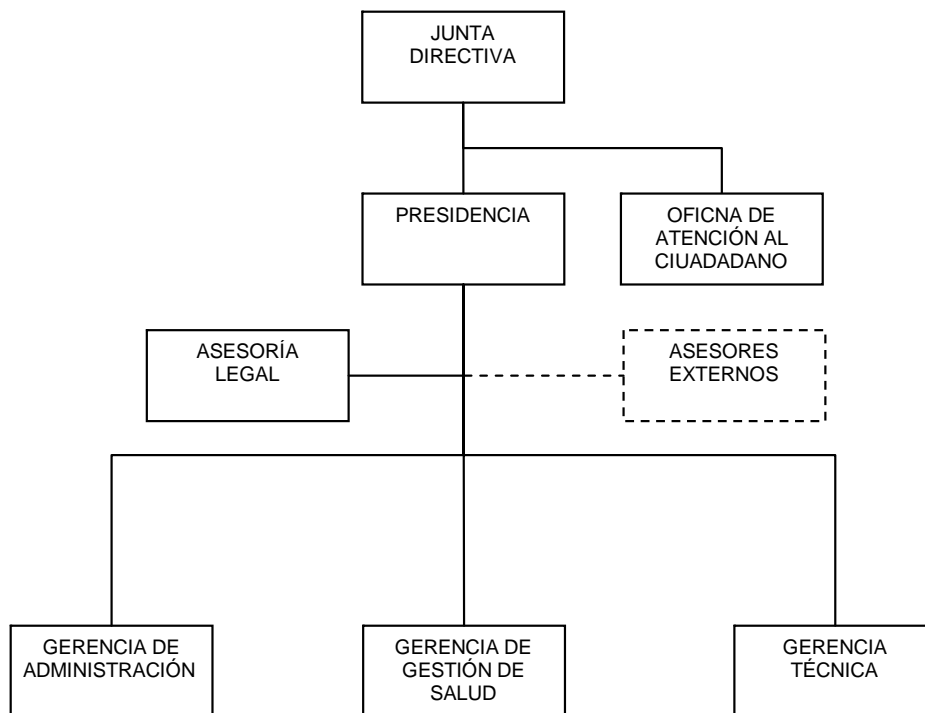 JUNTA
DIRECTIVA
PRESIDENCIA
OFICNA DE
ATENCIÓN AL
CIUADADANO
ASESORÍA
LEGAL
ASESORES
EXTERNOS
GERENCIA DE
ADMINISTRACIÓN
GERENCIA DE
GESTIÓN DE
SALUD
GERENCIA
TÉCNICA